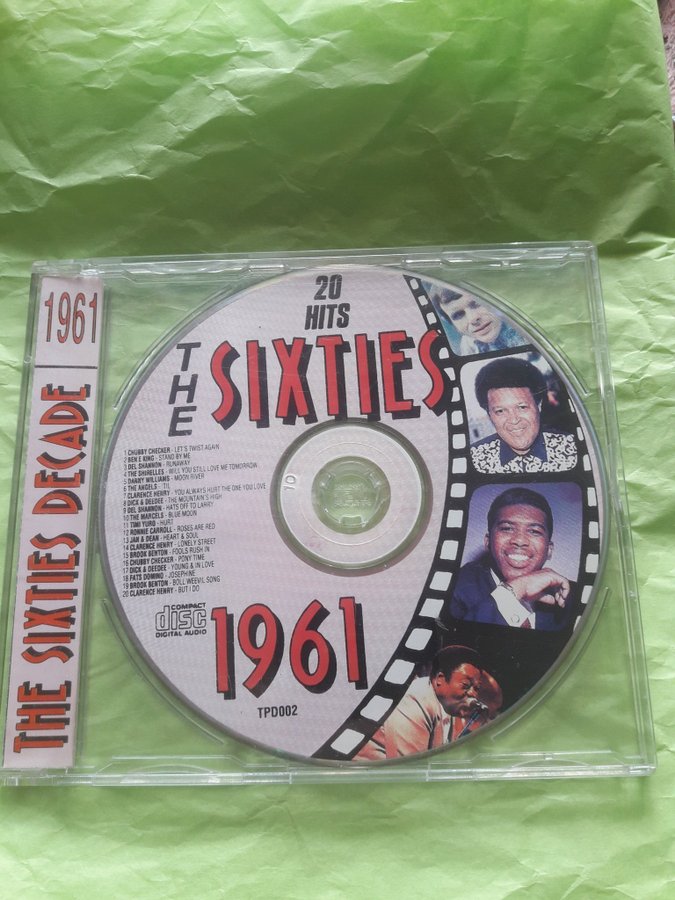 1961
THE SIXTIES DECADE
20
HITS
THE
SIXTIES
1 CHUBBY CHECKER - LET'S TWIST AGAIN
2 BEN E KING - STAND BY ME
3 DEL SHANNON - RUNAWAY
4 THE SHIRELLES - WILL YOU STILL LOVE ME TOMORROW
5 DANNY WILLIAMS - MOON RIVER
6 THE ANGELS - 'TIL
7 CLARENCE HENRY - YOU ALWAYS HURT THE ONE YOU LOVE
8 DICK & DEEDEE - THE MOUNTAIN'S HIGH
9 DEL SHANNON - HATS OFF TO LARRY
10 THE MARCELS - BLUE MOON
11 TIMI YURO - HURT
12 RONNIE CARROLL - ROSES ARE RED
13 JAN & DEAN - HEART & SOUL
14 CLARENCE HENRY - LONELY STREET
15 BROOK BENTON - FOOLS RUSH IN
16 CHUBBY CHECKER - PONY TIME
17 DICK & DEEDEE - YOUNG & IN LOVE
18 FATS DOMINO - JOSEPHINE
19 BROOK BENTON - BOLL WEEVIL SONG
20 CLARENCE HENRY - BUT I DO
COMPACT
disc
DIGITAL AUDIO
1961
TPD002